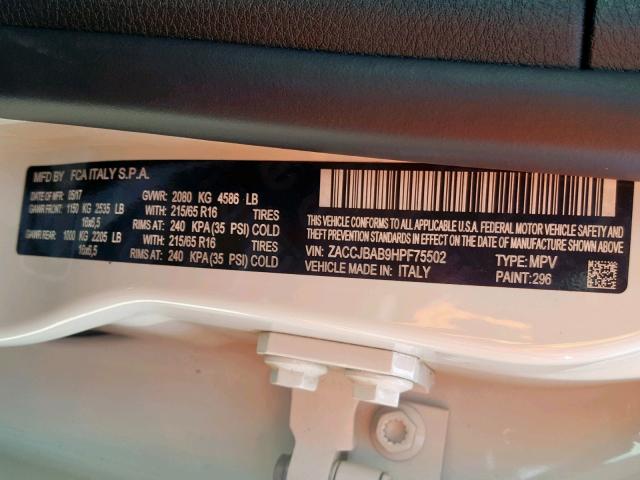 MFD BY FCA ITALY S.P.A.
05/17 GVWR: 2080 KG 4586 LB
GAWR FRONT: 1150 KG 2535 LB WITH: 215/65 R16 TIRES
16x6,5 RIMS AT: 240 KPA (35 PSI) COLD
GAWR REAR: 1000 KG 2205 LB WITH: 215/65 R16 TIRES
16x6,5 RIMS AT: 240 KPA (35 PSI) COLD
THIS VEHICLE CONFORMS TO ALL APPLICABLE U.S.A. FEDERAL MOTOR VEHICLE
SAFETY, BUMPER, AND THEFT PREVENTION STANDARDS IN
EFFECT ON THE DATE OF MANUFACTURE SHOWN ABOVE.
VIN: ZACCJBAB9HPF75502 TYPE: MPV
VEHICLE MADE IN: ITALY PAINT: 296